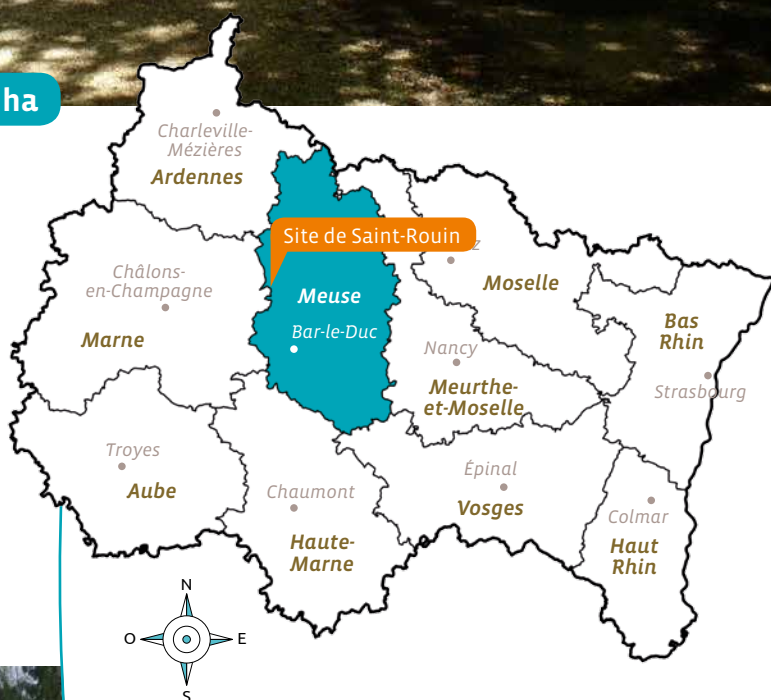 ha
Charleville-
Mézières
Ardennes
Site de Saint-Rouin
z
Châlons-
en-Champagne
Marne
Meuse
Bar-le-Duc
Moselle
Bas
Rhin
Strasbourg
Nancy
Meurthe-
et-Moselle
Troyes
Aube
Chaumont
Haute-
Marne
Épinal
Vosges
Colmar
Haut
Rhin
N
O
E
S